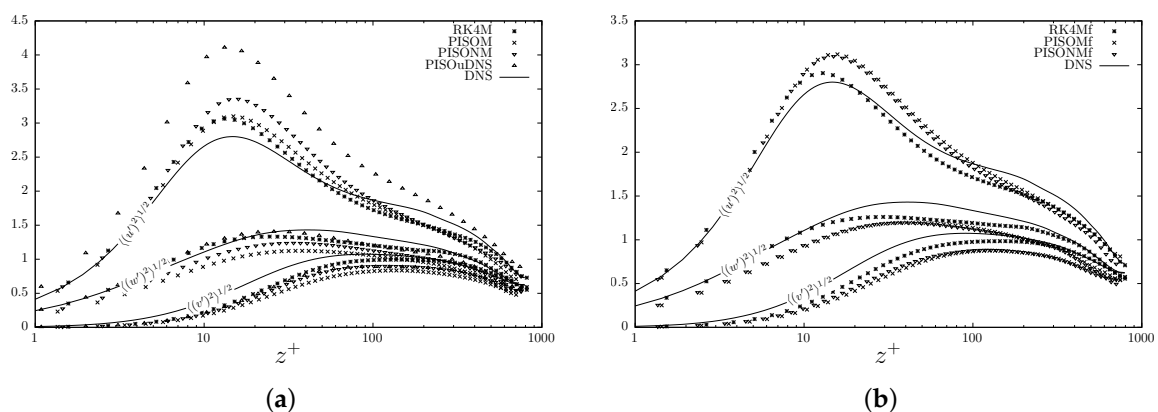 4.5
4
3.5
3
2.5
2
1.5
1
0.5
0
1 10 100 1000
z⁺
RK4M
PISOM
PISONM
PISOuDNS
DNS
⟨(u′)²⟩^1/2
⟨(w′)²⟩^1/2
⟨(v′)²⟩^1/2
(a)
3.5
3
2.5
2
1.5
1
0.5
0
1 10 100 1000
z⁺
RK4Mf
PISOMf
PISONMf
DNS
⟨(u′)²⟩^1/2
⟨(w′)²⟩^1/2
⟨(v′)²⟩^1/2
(b)